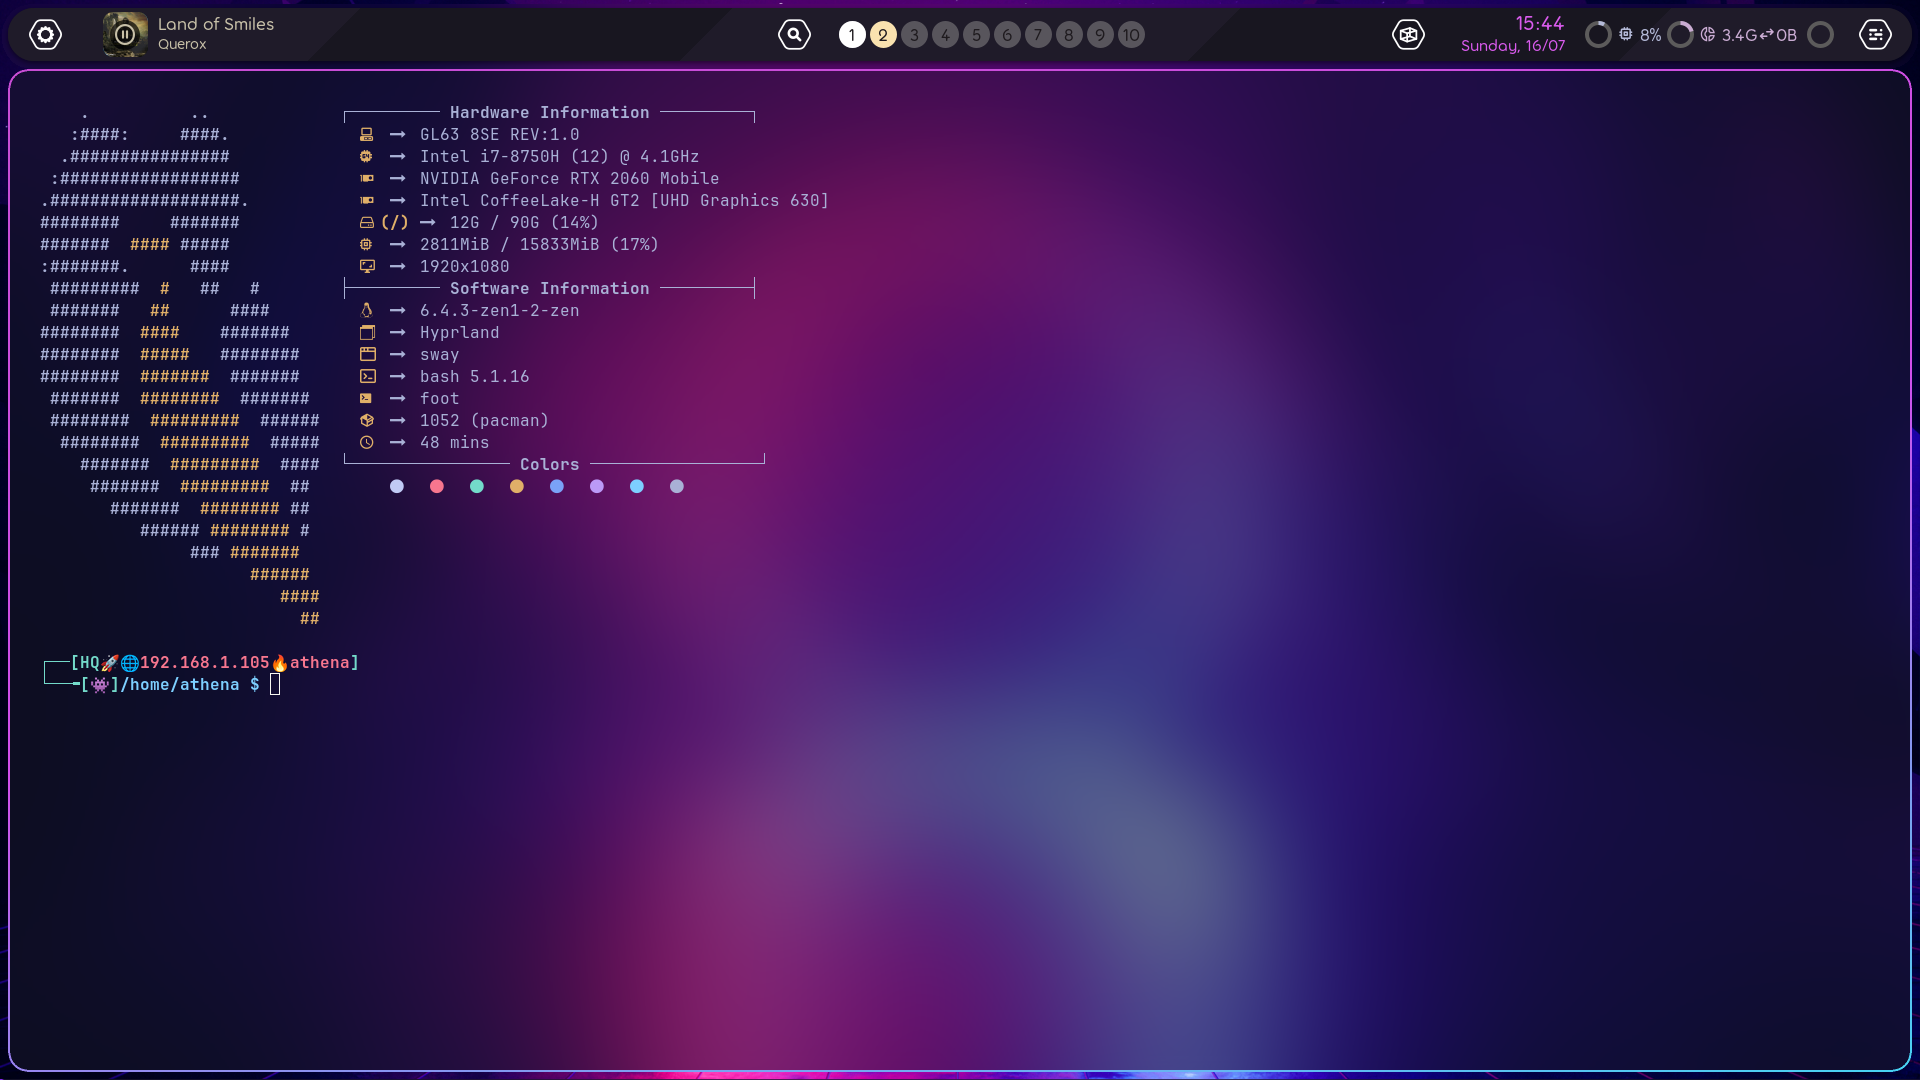 Land of Smiles
Querox
1 2 3 4 5 6 7 8 9 10
15:44
Sunday, 16/07
8% 3.4G⇄0B
Hardware Information
→ GL63 8SE REV:1.0
→ Intel i7-8750H (12) @ 4.1GHz
→ NVIDIA GeForce RTX 2060 Mobile
→ Intel CoffeeLake-H GT2 [UHD Graphics 630]
(/) → 12G / 90G (14%)
→ 2811MiB / 15833MiB (17%)
→ 1920x1080
Software Information
→ 6.4.3-zen1-2-zen
→ Hyprland
→ sway
→ bash 5.1.16
→ foot
→ 1052 (pacman)
→ 48 mins
Colors
[HQ🚀🌐192.168.1.105🔥athena]
[👾]/home/athena $